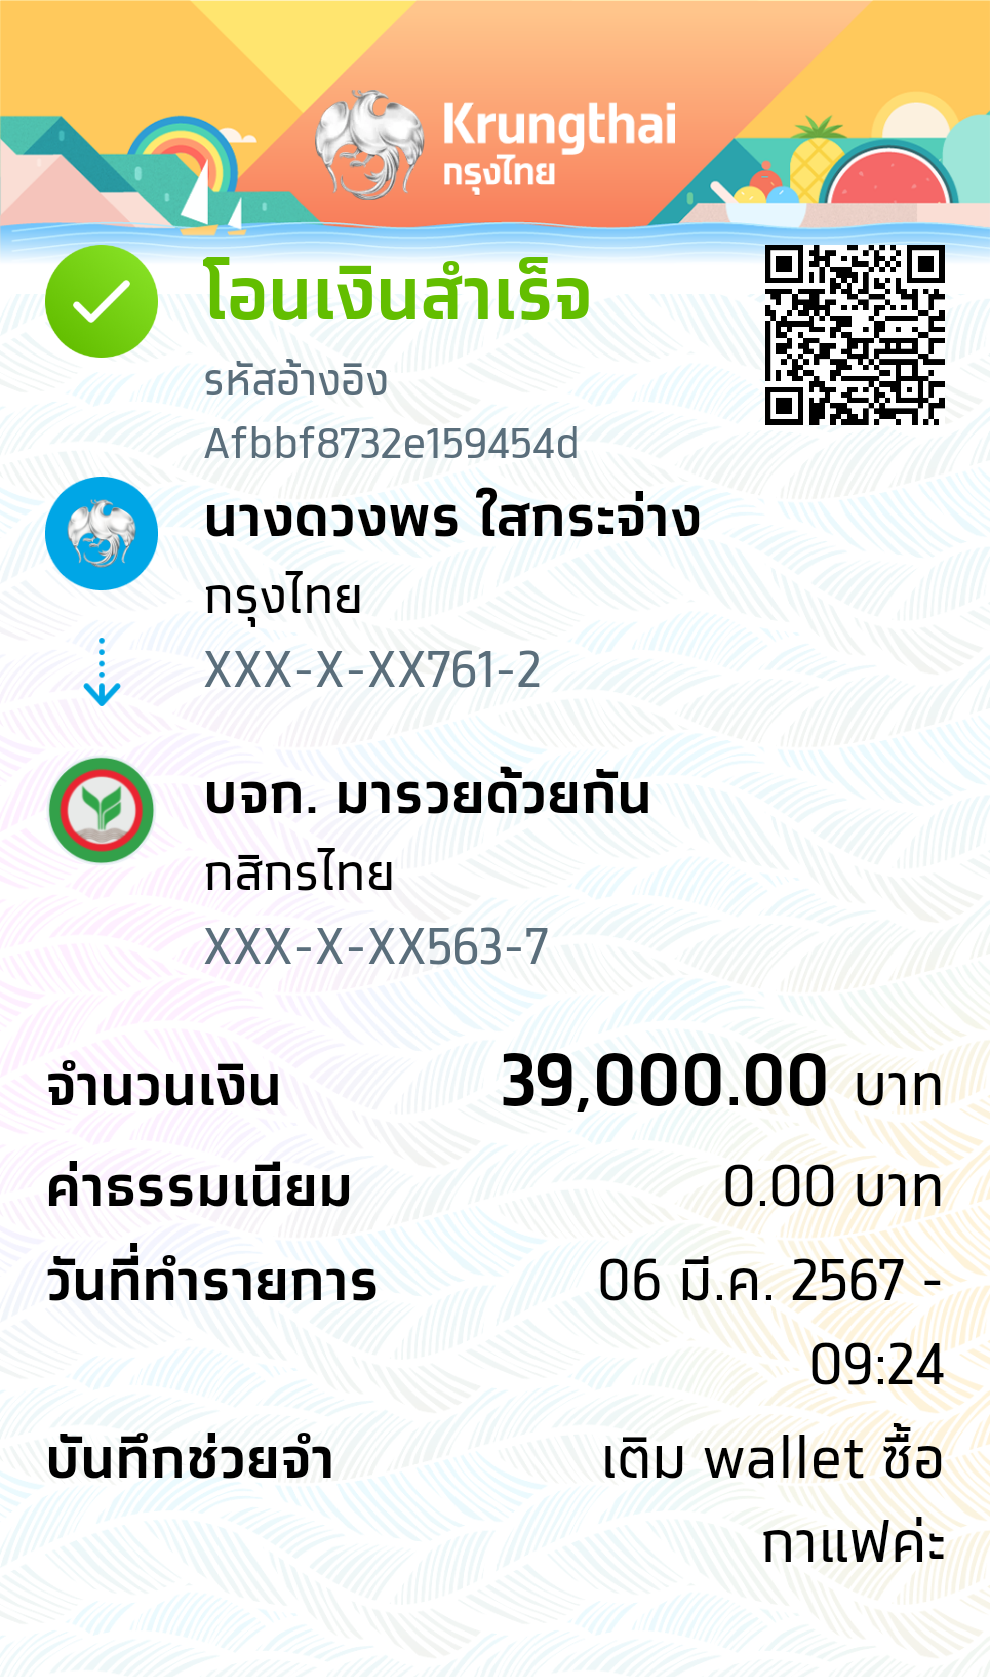 Krungthai
กรุงไทย
โอนเงินสำเร็จ
รหัสอ้างอิง
Afbbf8732e159454d
นางดวงพร ใสกระจ่าง
กรุงไทย
XXX-X-XX761-2
บจก. มารวยด้วยกัน
กสิกรไทย
XXX-X-XX563-7
จำนวนเงิน 39,000.00 บาท
ค่าธรรมเนียม 0.00 บาท
วันที่ทำรายการ 06 มี.ค. 2567 -
09:24
บันทึกช่วยจำ เติม wallet ซื้อ
กาแฟค่ะ